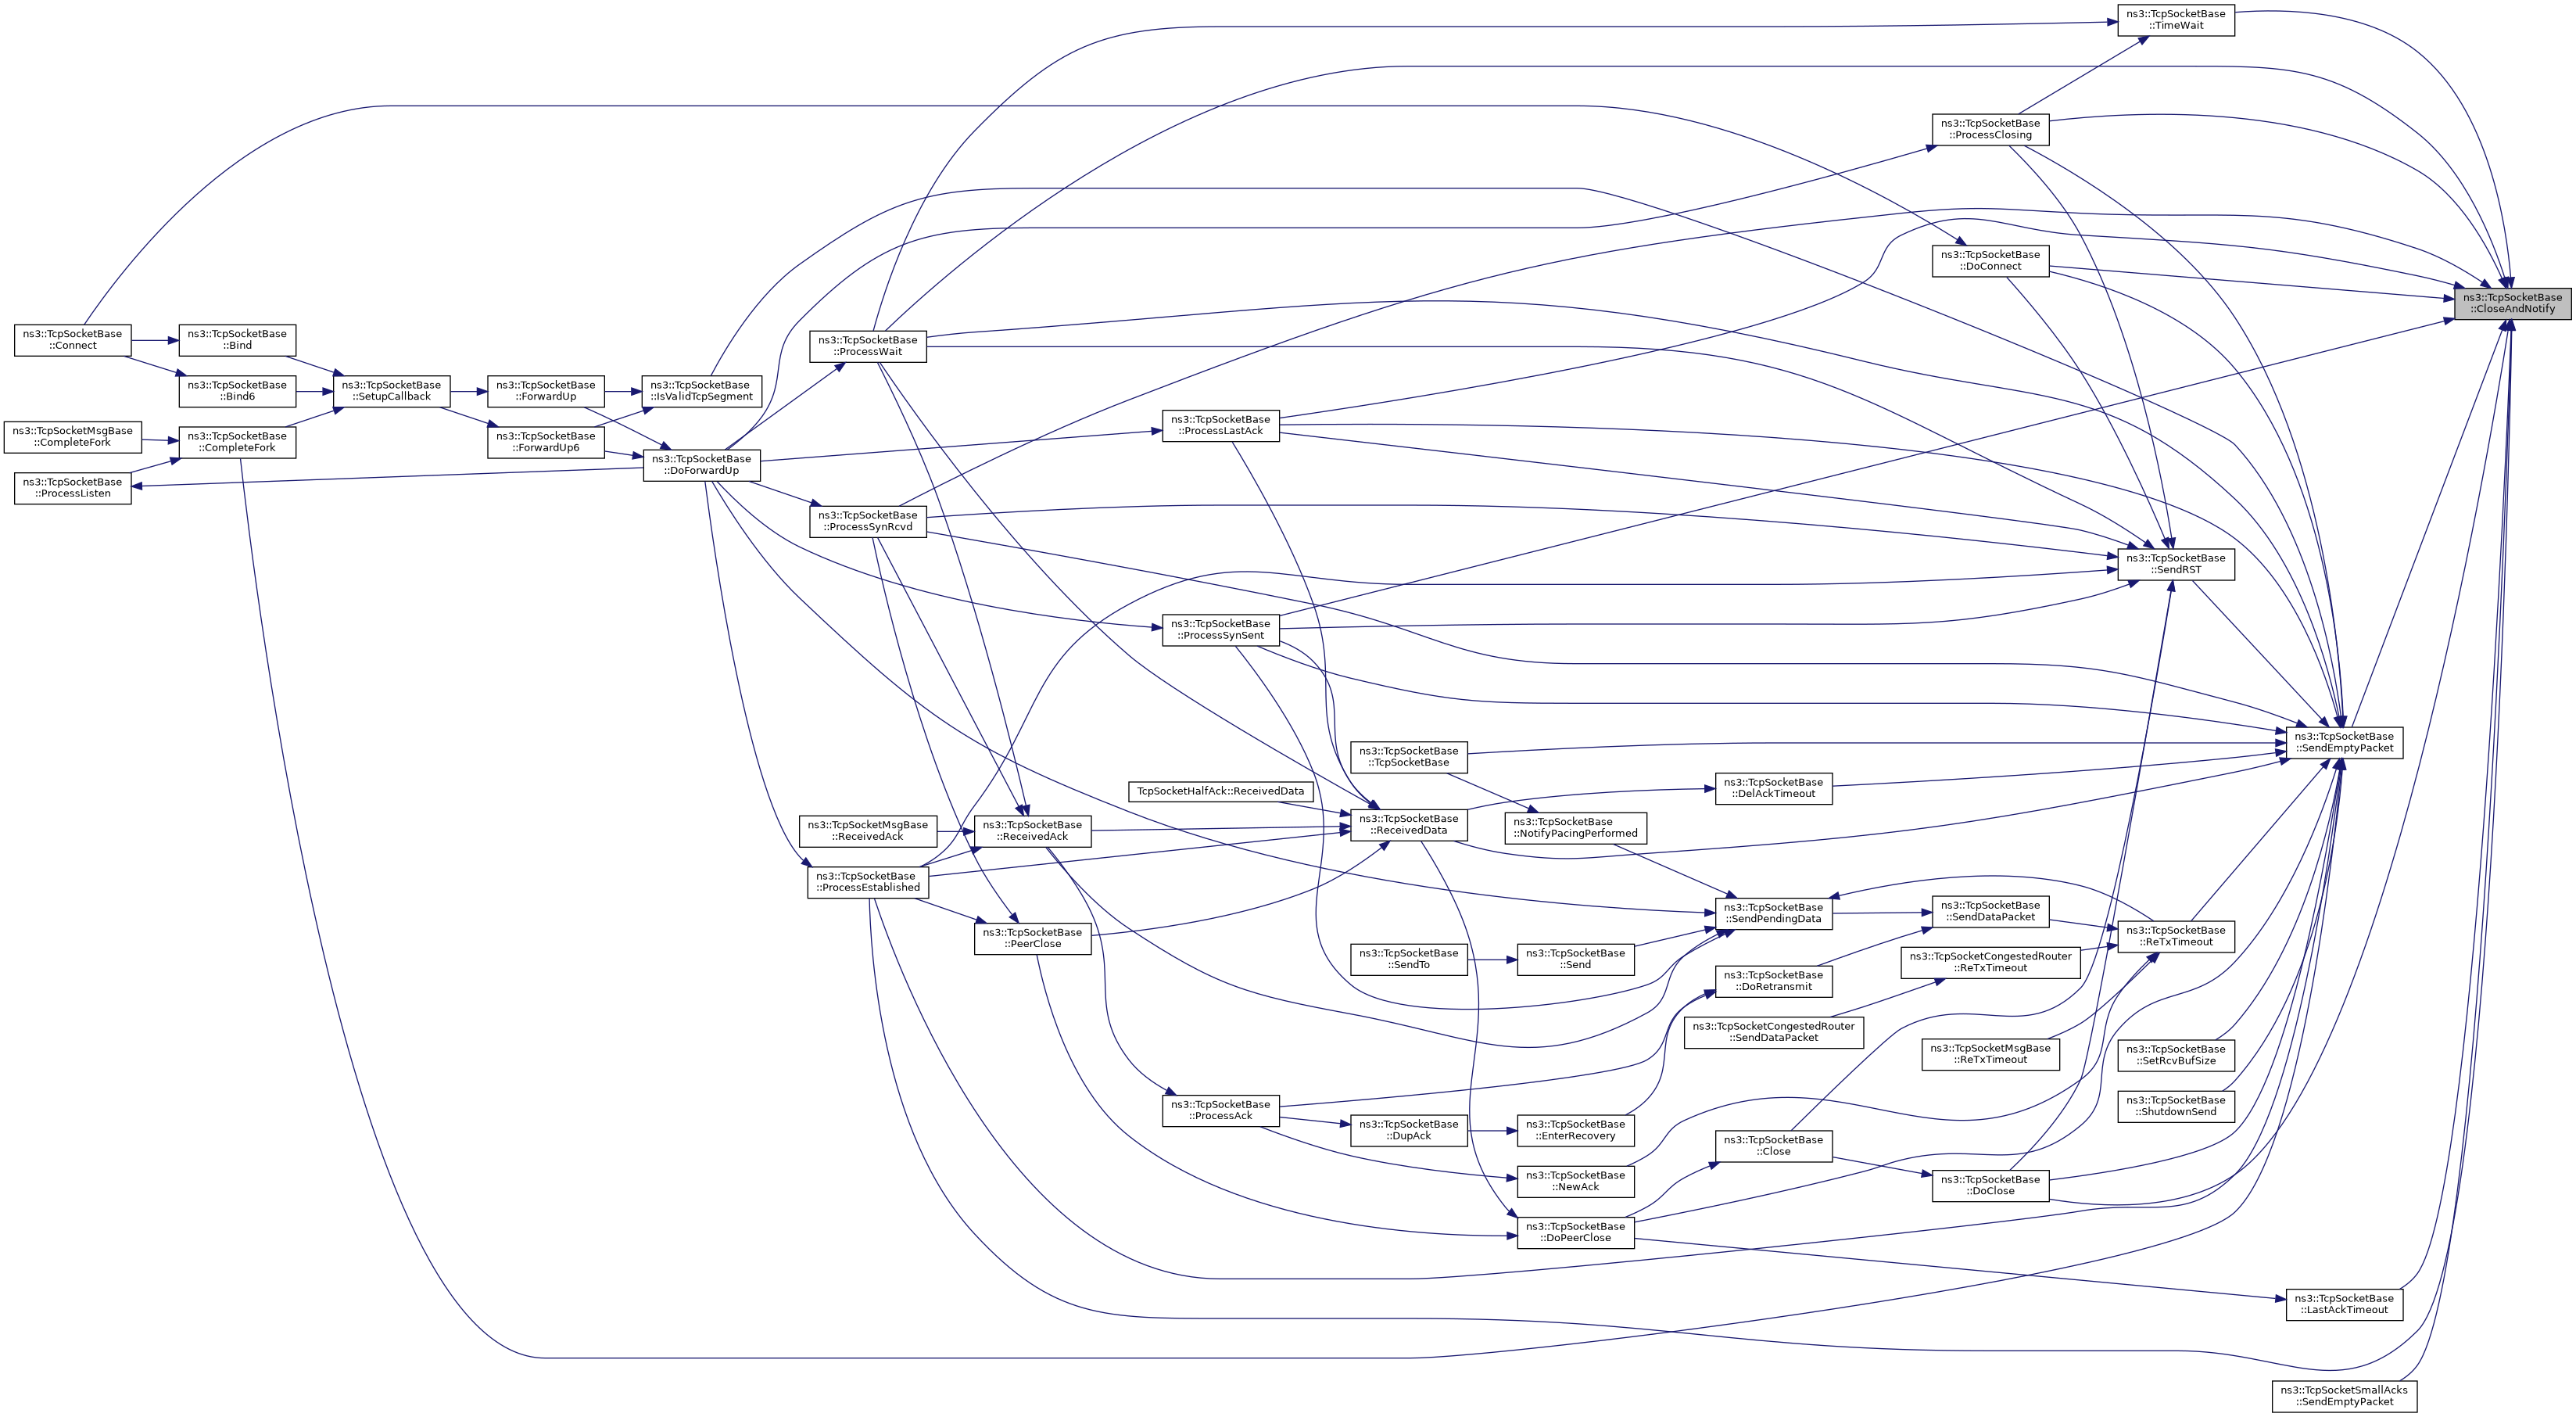 ns3::TcpSocketBase
::TimeWait
ns3::TcpSocketBase
::ProcessClosing
ns3::TcpSocketBase
::DoConnect
ns3::TcpSocketBase
::CloseAndNotify
ns3::TcpSocketBase
::Connect
ns3::TcpSocketBase
::Bind
ns3::TcpSocketBase
::ProcessWait
ns3::TcpSocketBase
::Bind6
ns3::TcpSocketBase
::SetupCallback
ns3::TcpSocketBase
::ForwardUp
ns3::TcpSocketBase
::IsValidTcpSegment
ns3::TcpSocketMsgBase
::CompleteFork
ns3::TcpSocketBase
::CompleteFork
ns3::TcpSocketBase
::ForwardUp6
ns3::TcpSocketBase
::ProcessLastAck
ns3::TcpSocketBase
::DoForwardUp
ns3::TcpSocketBase
::ProcessListen
ns3::TcpSocketBase
::ProcessSynRcvd
ns3::TcpSocketBase
::SendRST
ns3::TcpSocketBase
::ProcessSynSent
ns3::TcpSocketBase
::SendEmptyPacket
ns3::TcpSocketBase
::TcpSocketBase
ns3::TcpSocketBase
::DelAckTimeout
TcpSocketHalfAck::ReceivedData
ns3::TcpSocketMsgBase
::ReceivedAck
ns3::TcpSocketBase
::ReceivedAck
ns3::TcpSocketBase
::ReceivedData
ns3::TcpSocketBase
::NotifyPacingPerformed
ns3::TcpSocketBase
::ProcessEstablished
ns3::TcpSocketBase
::SendPendingData
ns3::TcpSocketBase
::SendDataPacket
ns3::TcpSocketBase
::ReTxTimeout
ns3::TcpSocketBase
::PeerClose
ns3::TcpSocketBase
::SendTo
ns3::TcpSocketBase
::Send
ns3::TcpSocketCongestedRouter
::ReTxTimeout
ns3::TcpSocketBase
::DoRetransmit
ns3::TcpSocketCongestedRouter
::SendDataPacket
ns3::TcpSocketMsgBase
::ReTxTimeout
ns3::TcpSocketBase
::SetRcvBufSize
ns3::TcpSocketBase
::ShutdownSend
ns3::TcpSocketBase
::ProcessAck
ns3::TcpSocketBase
::DupAck
ns3::TcpSocketBase
::EnterRecovery
ns3::TcpSocketBase
::Close
ns3::TcpSocketBase
::NewAck
ns3::TcpSocketBase
::DoClose
ns3::TcpSocketBase
::DoPeerClose
ns3::TcpSocketBase
::LastAckTimeout
ns3::TcpSocketSmallAcks
::SendEmptyPacket